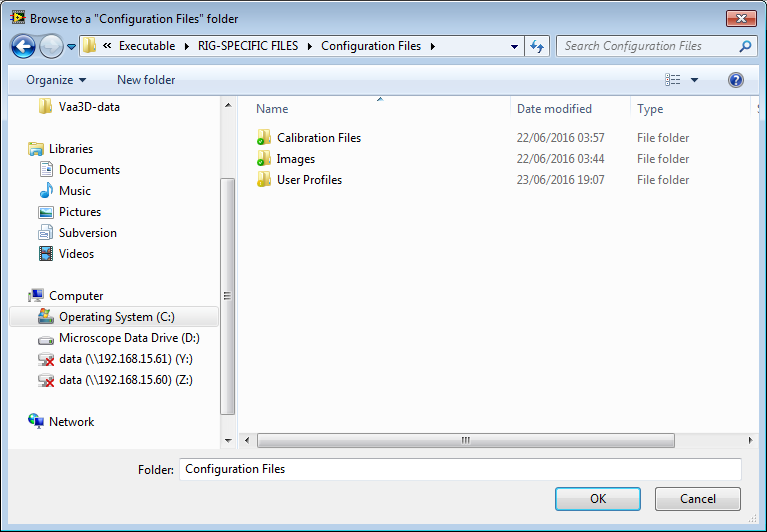 Browse to a "Configuration Files" folder
« Executable RIG-SPECIFIC FILES Configuration Files Search Configuration Files
Organize New folder
Name Date modified Type
Vaa3D-data
Libraries
Documents
Music
Pictures
Subversion
Videos
Computer
Operating System (C:)
Microscope Data Drive (D:)
data (\\192.168.15.61) (Y:)
data (\\192.168.15.60) (Z:)
Network
Calibration Files 22/06/2016 03:57 File folder
Images 22/06/2016 03:44 File folder
User Profiles 23/06/2016 19:07 File folder
Folder: Configuration Files
OK Cancel